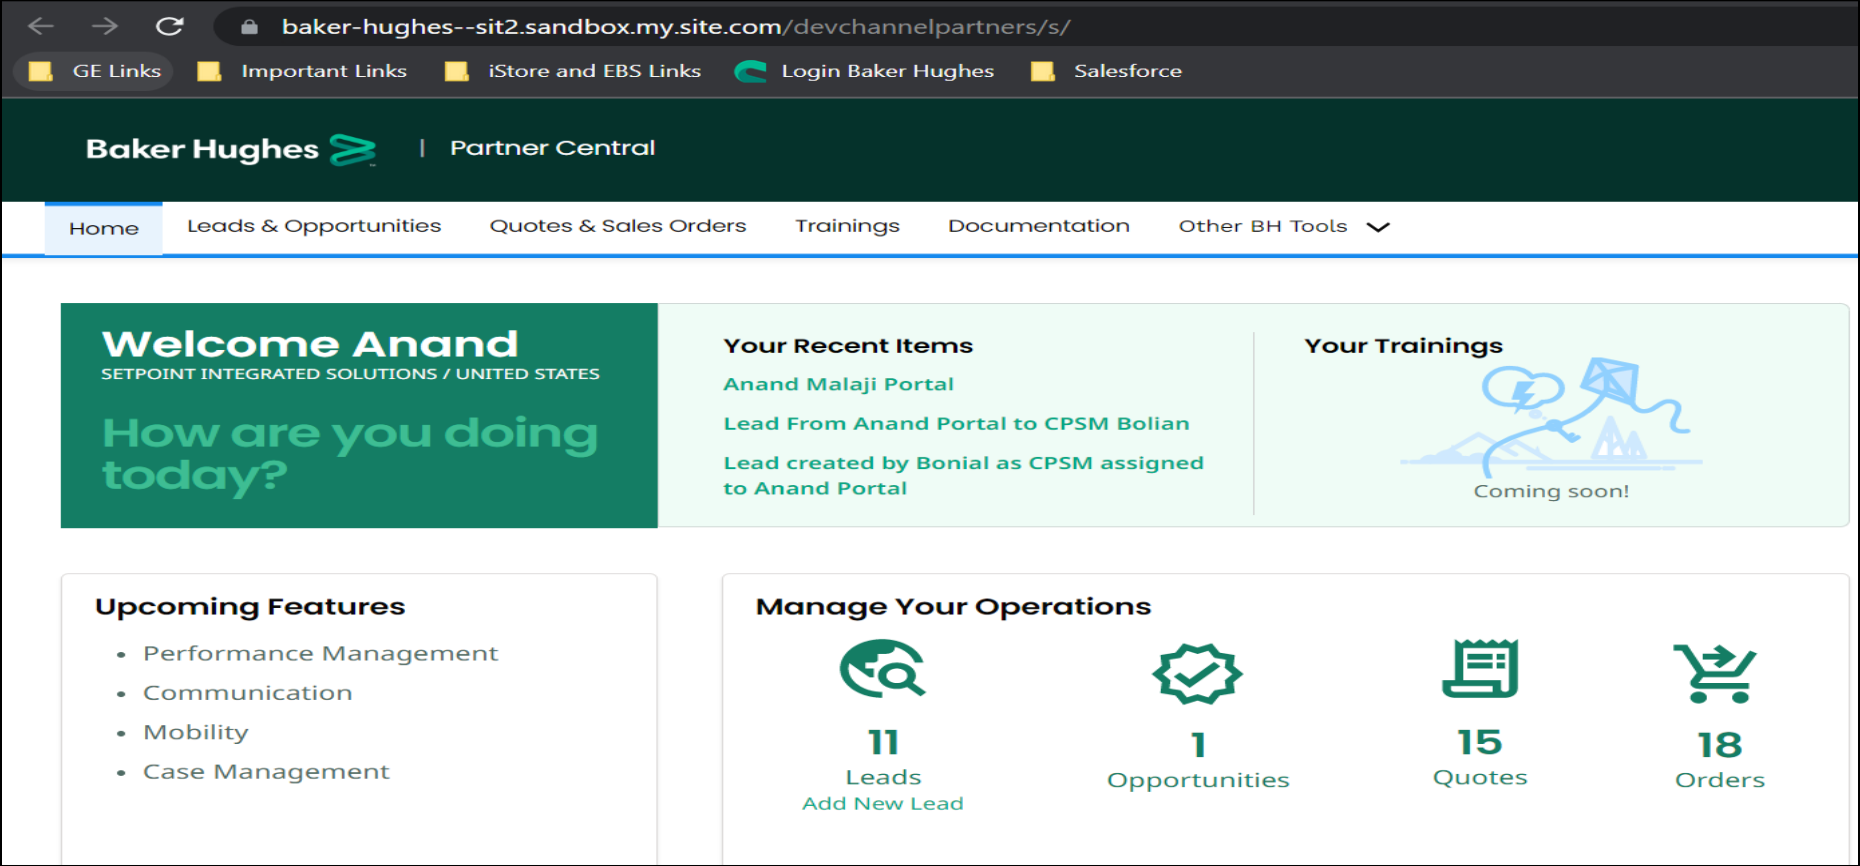 baker-hughes--sit2.sandbox.my.site.com/devchannelpartners/s/
GE Links Important Links iStore and EBS Links Login Baker Hughes Salesforce
Baker Hughes | Partner Central
Home Leads & Opportunities Quotes & Sales Orders Trainings Documentation Other BH Tools
Welcome Anand
SETPOINT INTEGRATED SOLUTIONS / UNITED STATES
How are you doing
today?
Your Recent Items
Anand Malaji Portal
Lead From Anand Portal to CPSM Bolian
Lead created by Bonial as CPSM assigned
to Anand Portal
Your Trainings
Coming soon!
Upcoming Features
• Performance Management
• Communication
• Mobility
• Case Management
Manage Your Operations
11 1 15 18
Leads Opportunities Quotes Orders
Add New Lead